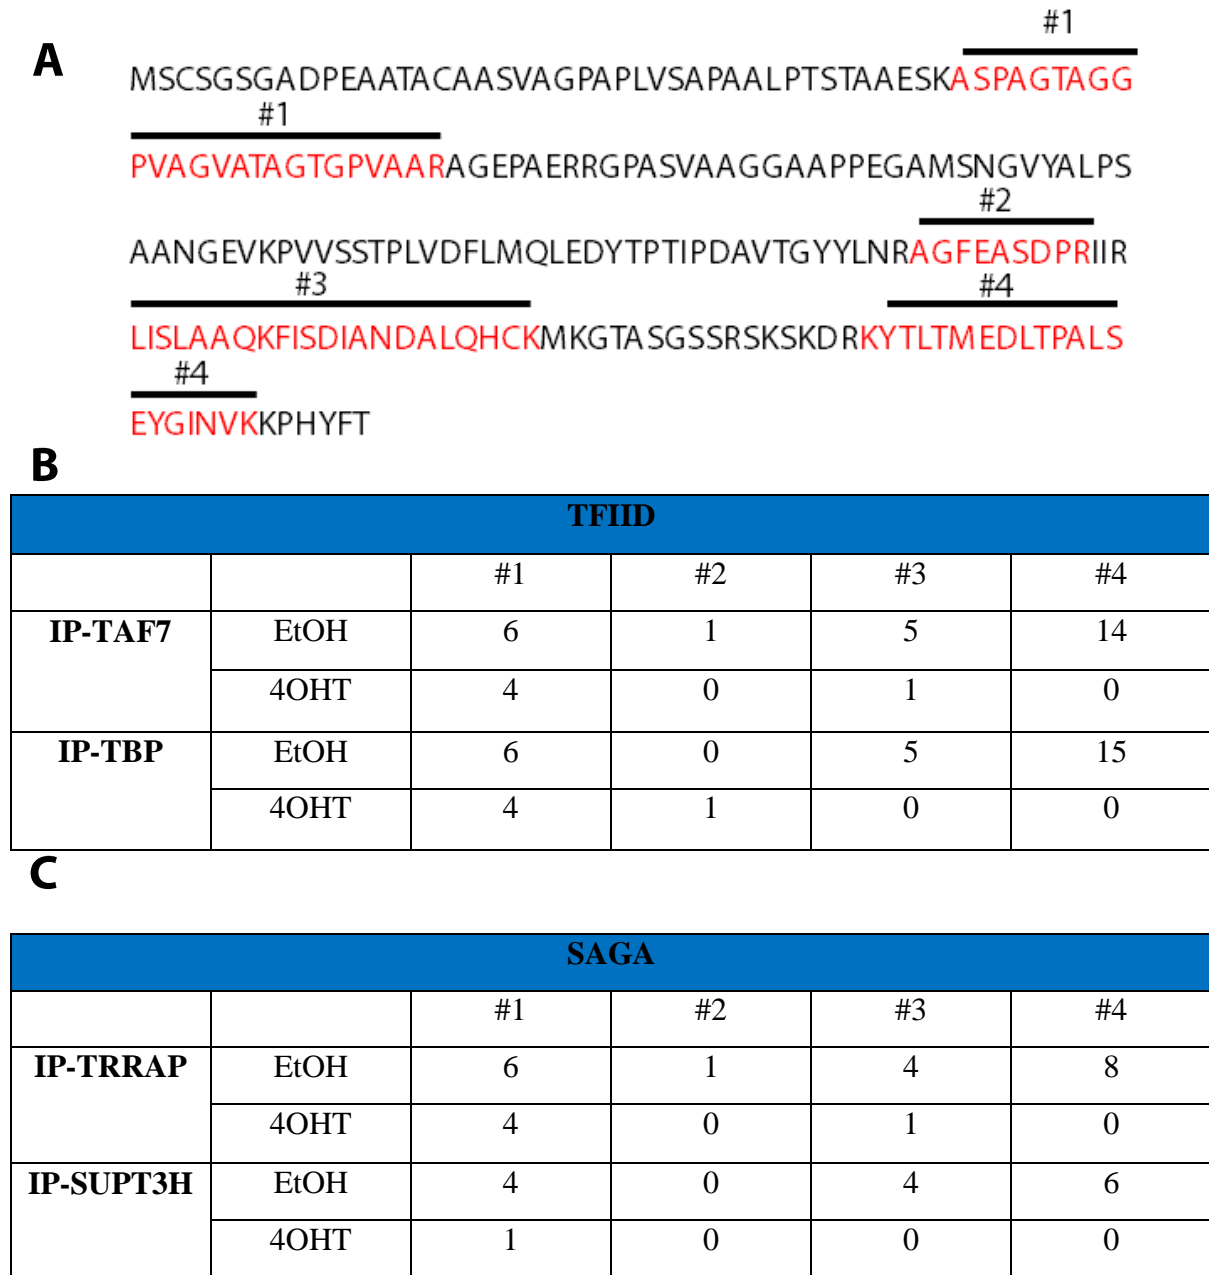 #1
A
MSCSGSGADPEAATACAASVAGPAPLVSAPAALPTSTAAESKASPAGTAGG
#1
PVAGVATAGTGPVAARAGEPAERRGPASVAAGGAAPPEGAMSNGVYALPS
#2
AANGEVKPVVSSTPLVDFLMQLEDYTPTIPDAVTGYYLNRAGFEASDPRIIR
#3 #4
LISLAAQKFISDIANDALQHCKMKGTASGSSRSKSKDRKYTLTMEDLTPALS
#4
EYGINVKKPHYFT
B
TFIID
#1 #2 #3 #4
IP-TAF7 EtOH 6 1 5 14
4OHT 4 0 1 0
IP-TBP EtOH 6 0 5 15
4OHT 4 1 0 0
C
SAGA
#1 #2 #3 #4
IP-TRRAP EtOH 6 1 4 8
4OHT 4 0 1 0
IP-SUPT3H EtOH 4 0 4 6
4OHT 1 0 0 0